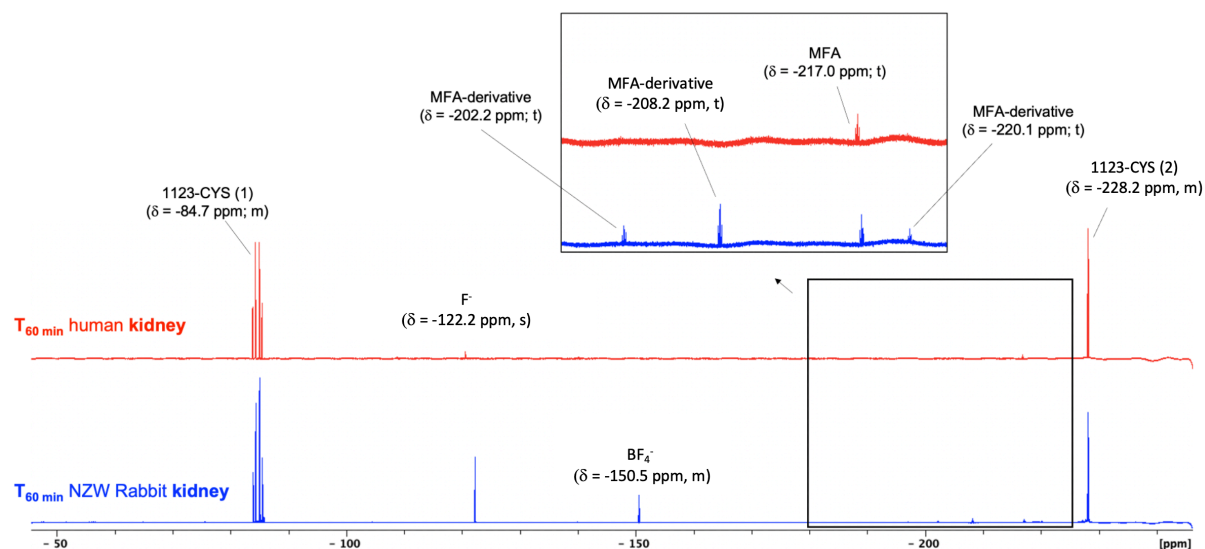 MFA
(δ = -217.0 ppm; t)
MFA-derivative
(δ = -208.2 ppm, t)
MFA-derivative
(δ = -202.2 ppm; t)
MFA-derivative
(δ = -220.1 ppm; t)
1123-CYS (2)
(δ = -228.2 ppm, m)
1123-CYS (1)
(δ = -84.7 ppm; m)
F-
(δ = -122.2 ppm, s)
T60 min human kidney
BF4-
(δ = -150.5 ppm, m)
T60 min NZW Rabbit kidney
- 50 - 100 - 150 - 200 [ppm]